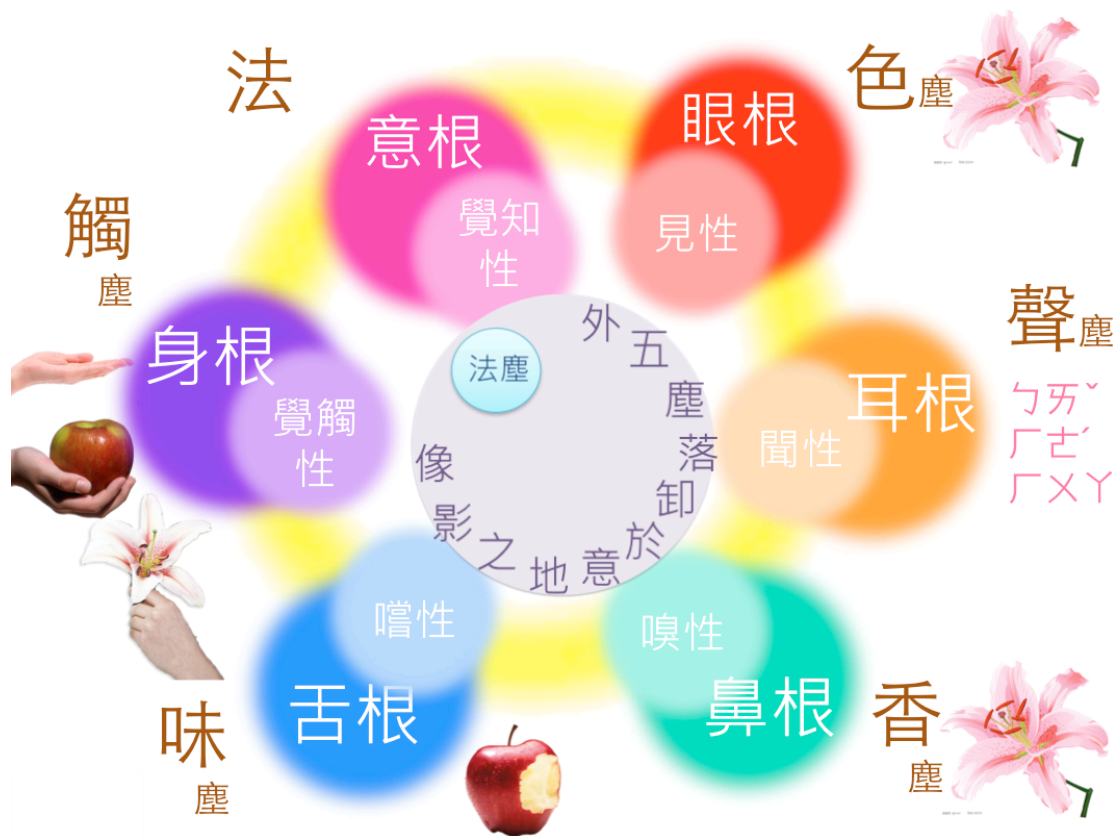 法
色塵
眼根
見性
意根
覺知
性
觸
塵
身根
覺觸
性
聲塵
ㄅㄞˇ
ㄏㄜˊ
ㄏㄨㄚ
耳根
聞性
法塵
外五塵落卸於意地之影像
嚐性
舌根
味
塵
嗅性
鼻根
香
塵